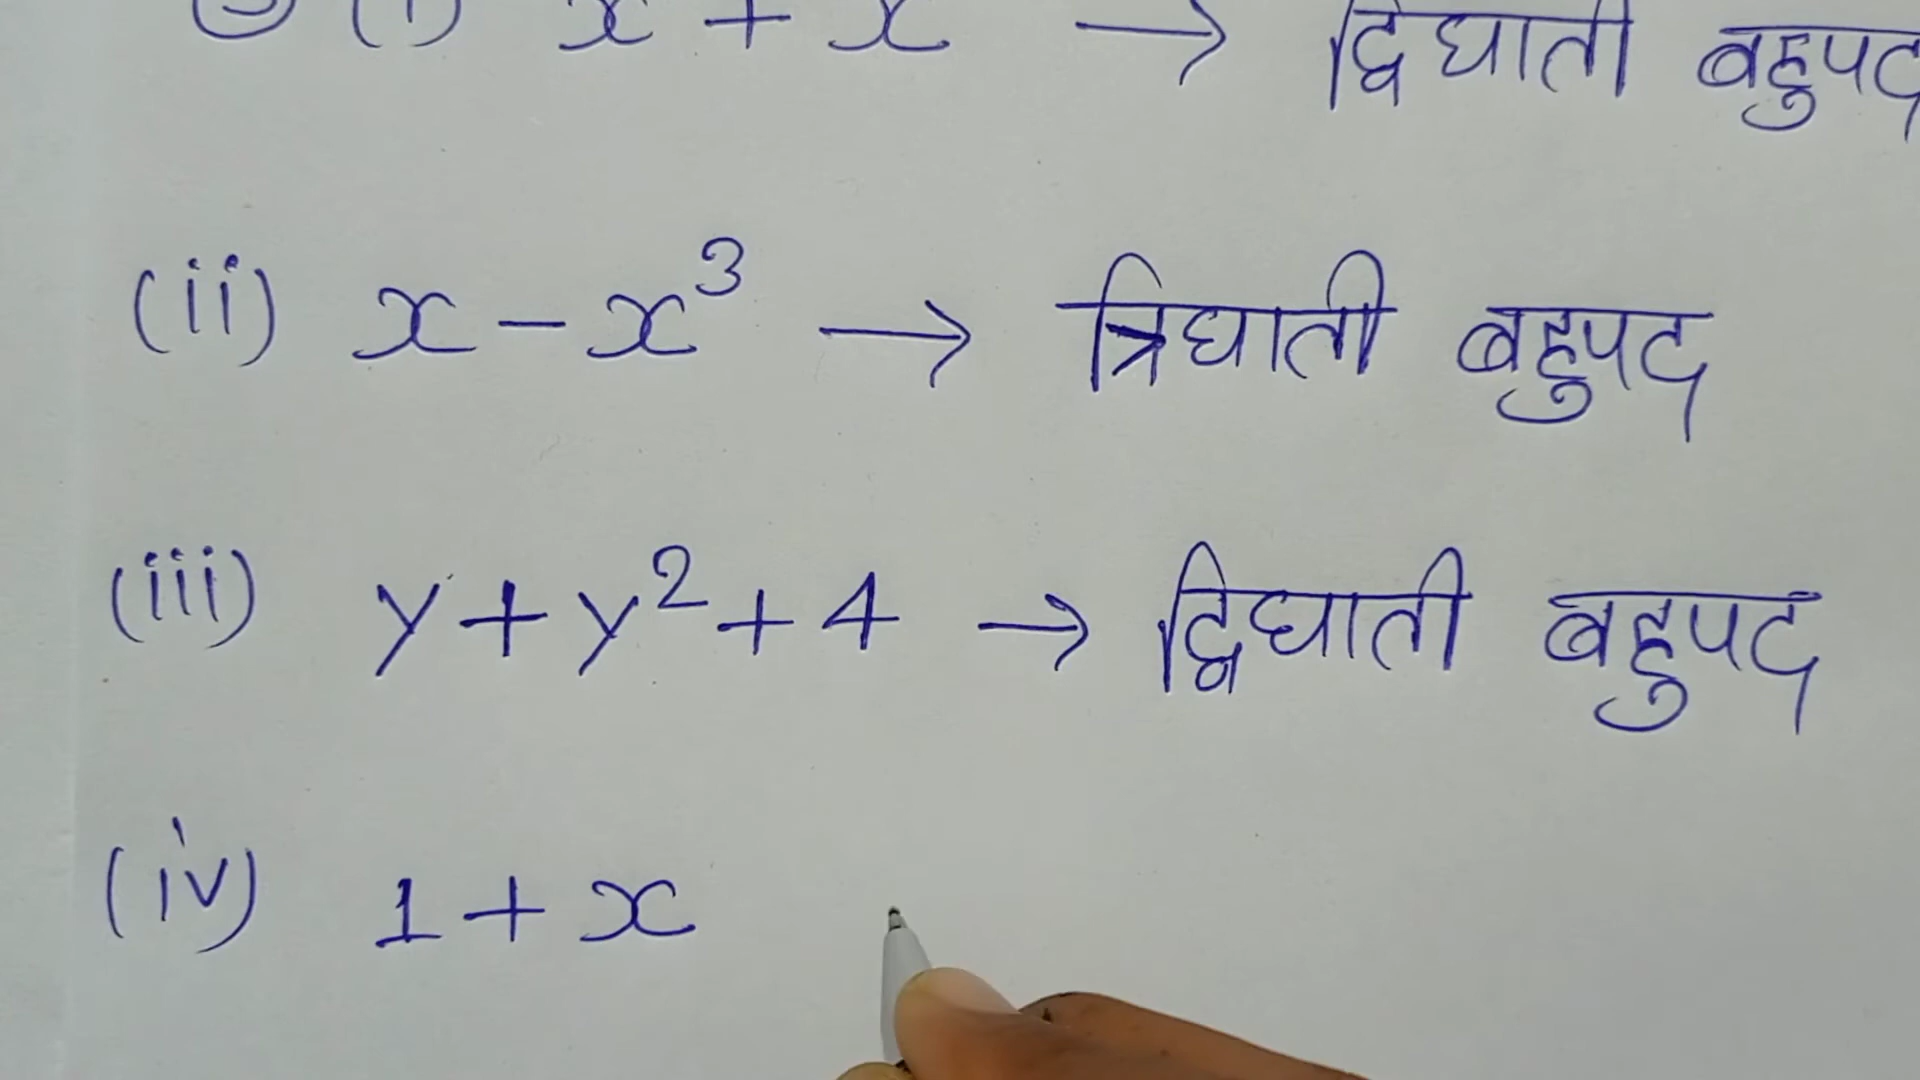 (i) x + x → द्विघाती बहुपद
(ii) x - x³ → त्रिघाती बहुपद
(iii) y + y² + 4 → द्विघाती बहुपद
(iv) 1 + x